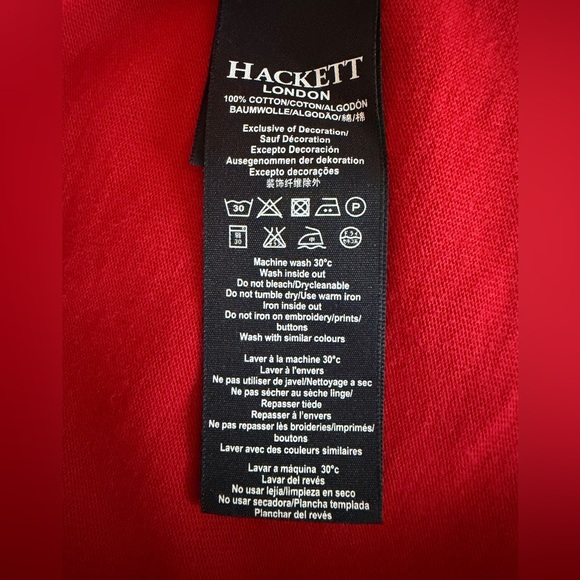 HACKETT
LONDON
100% COTTON/COTON/ALGODÓN
BAUMWOLLE/ALGODÃO/綿/棉
Exclusive of Decoration/
Sauf Décoration
Excepto Decoración
Ausegenommen der dekoration
Excepto decorações
装饰纤维除外
30 P
30
Machine wash 30°c
Wash inside out
Do not bleach/Drycleanable
Do not tumble dry/Use warm iron
Iron inside out
Do not iron on embroidery/prints/
buttons
Wash with similar colours
Laver à la machine 30°c
Laver à l'envers
Ne pas utiliser de javel/Nettoyage a sec
Ne pas sécher au sèche linge/
Repasser tiède
Repasser à l'envers
Ne pas repasser les broideries/imprimés/
boutons
Laver avec des couleurs similaires
Lavar a màquina 30°c
Lavar del revés
No usar lejía/limpieza en seco
No usar secadora/Plancha templada
Planchar del revés